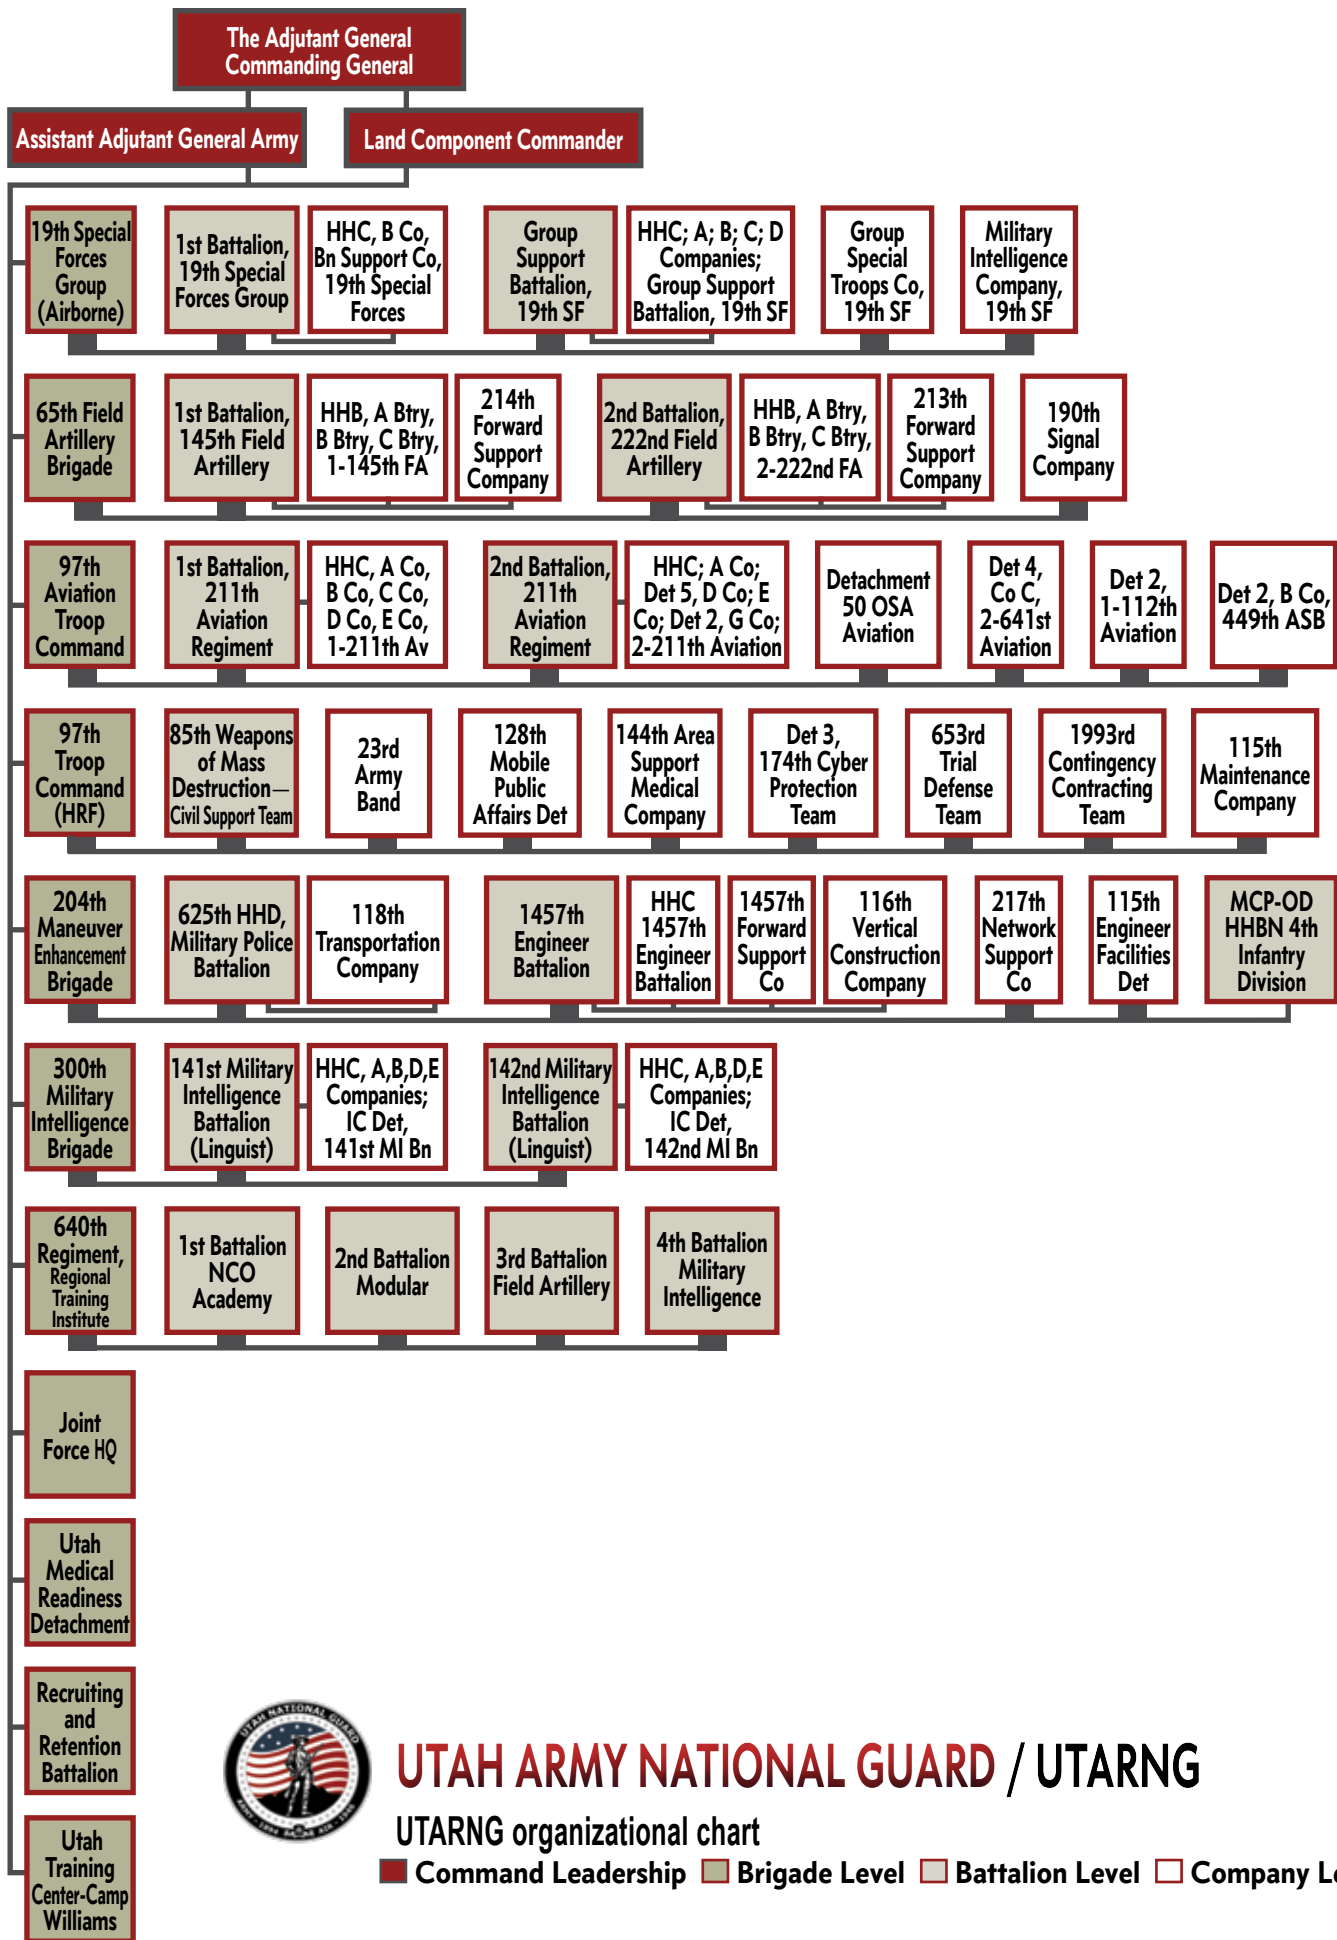 The Adjutant General
Commanding General
Assistant Adjutant General Army
Land Component Commander
19th Special
Forces
Group
(Airborne)
1st Battalion,
19th Special
Forces Group
HHC, B Co,
Bn Support Co,
19th Special
Forces
Group
Support
Battalion,
19th SF
HHC; A; B; C; D
Companies;
Group Support
Battalion, 19th SF
Group
Special
Troops Co,
19th SF
Military
Intelligence
Company,
19th SF
65th Field
Artillery
Brigade
1st Battalion,
145th Field
Artillery
HHB, A Btry,
B Btry, C Btry,
1-145th FA
214th
Forward
Support
Company
2nd Battalion,
222nd Field
Artillery
HHB, A Btry,
B Btry, C Btry,
2-222nd FA
213th
Forward
Support
Company
190th
Signal
Company
97th
Aviation
Troop
Command
1st Battalion,
211th
Aviation
Regiment
HHC, A Co,
B Co, C Co,
D Co, E Co,
1-211th Av
2nd Battalion,
211th
Aviation
Regiment
HHC; A Co;
Det 5, D Co; E
Co; Det 2, G Co;
2-211th Aviation
Detachment
50 OSA
Aviation
Det 4,
Co C,
2-641st
Aviation
Det 2,
1-112th
Aviation
Det 2, B Co,
449th ASB
97th
Troop
Command
(HRF)
85th Weapons
of Mass
Destruction—
Civil Support Team
23rd
Army
Band
128th
Mobile
Public
Affairs Det
144th Area
Support
Medical
Company
Det 3,
174th Cyber
Protection
Team
653rd
Trial
Defense
Team
1993rd
Contingency
Contracting
Team
115th
Maintenance
Company
204th
Maneuver
Enhancement
Brigade
625th HHD,
Military Police
Battalion
118th
Transportation
Company
1457th
Engineer
Battalion
HHC
1457th
Engineer
Battalion
1457th
Forward
Support
Co
116th
Vertical
Construction
Company
217th
Network
Support
Co
115th
Engineer
Facilities
Det
MCP-OD
HHBN 4th
Infantry
Division
300th
Military
Intelligence
Brigade
141st Military
Intelligence
Battalion
(Linguist)
HHC, A,B,D,E
Companies;
IC Det,
141st MI Bn
142nd Military
Intelligence
Battalion
(Linguist)
HHC, A,B,D,E
Companies;
IC Det,
142nd MI Bn
640th
Regiment,
Regional
Training
Institute
1st Battalion
NCO
Academy
2nd Battalion
Modular
3rd Battalion
Field Artillery
4th Battalion
Military
Intelligence
Joint
Force HQ
Utah
Medical
Readiness
Detachment
Recruiting
and
Retention
Battalion
Utah
Training
Center-Camp
Williams
UTAH NATIONAL GUARD
UTAH ARMY NATIONAL GUARD / UTARNG
UTARNG organizational chart
Command Leadership
Brigade Level
Battalion Level
Company